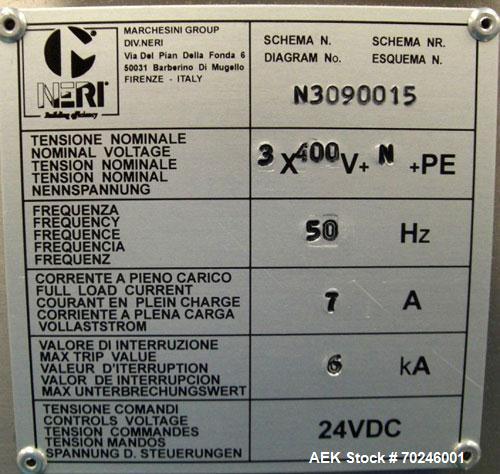 NERI
Building efficiency
MARCHESINI GROUP
DIV.NERI
Via Del Pian Della Fonda 6
50031 Barberino Di Mugello
FIRENZE - ITALY
SCHEMA N. SCHEMA NR.
DIAGRAM No. ESQUEMA N.
N3090015
TENSIONE NOMINALE
NOMINAL VOLTAGE
TENSION NOMINALE
TENSION NOMINAL
NENNSPANNUNG
3 X 400 V+ N +PE
FREQUENZA
FREQUENCY
FREQUENCE
FREQUENCIA
FREQUENZ
50 Hz
CORRENTE A PIENO CARICO
FULL LOAD CURRENT
COURANT EN PLEIN CHARGE
CORRIENTE A PLENA CARGA
VOLLASTSTROM
7 A
VALORE DI INTERRUZIONE
MAX TRIP VALUE
VALEUR D'ITERRUPTION
VALOR DE INTERRUPCION
MAX UNTERBRECHUNGSWERT
6 kA
TENSIONE COMANDI
CONTROLS VOLTAGE
TENSION COMMANDES
TENSION MANDOS
SPANNUNG D. STEUERUNGEN
24VDC
AEK Stock # 70246001